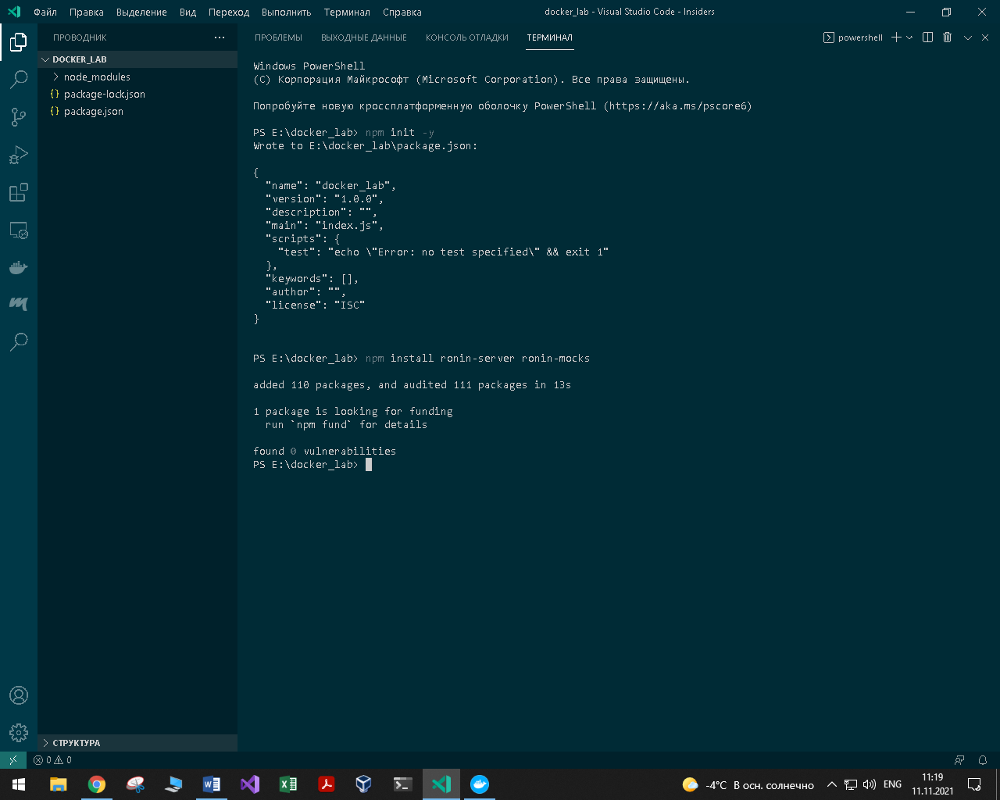 Файл Правка Выделение Вид Переход Выполнить Терминал Справка docker_lab - Visual Studio Code - Insiders
ПРОВОДНИК
DOCKER_LAB
node_modules
package-lock.json
package.json
СТРУКТУРА
ПРОБЛЕМЫ ВЫХОДНЫЕ ДАННЫЕ КОНСОЛЬ ОТЛАДКИ ТЕРМИНАЛ powershell
Windows PowerShell
(C) Корпорация Майкрософт (Microsoft Corporation). Все права защищены.
Попробуйте новую кроссплатформенную оболочку PowerShell (https://aka.ms/pscore6)
PS E:\docker_lab> npm init -y
Wrote to E:\docker_lab\package.json:
{
"name": "docker_lab",
"version": "1.0.0",
"description": "",
"main": "index.js",
"scripts": {
"test": "echo \"Error: no test specified\" && exit 1"
},
"keywords": [],
"author": "",
"license": "ISC"
}
PS E:\docker_lab> npm install ronin-server ronin-mocks
added 110 packages, and audited 111 packages in 13s
1 package is looking for funding
run `npm fund` for details
found 0 vulnerabilities
PS E:\docker_lab>
0 0
-4°C В осн. солнечно ENG 11:19
11.11.2021